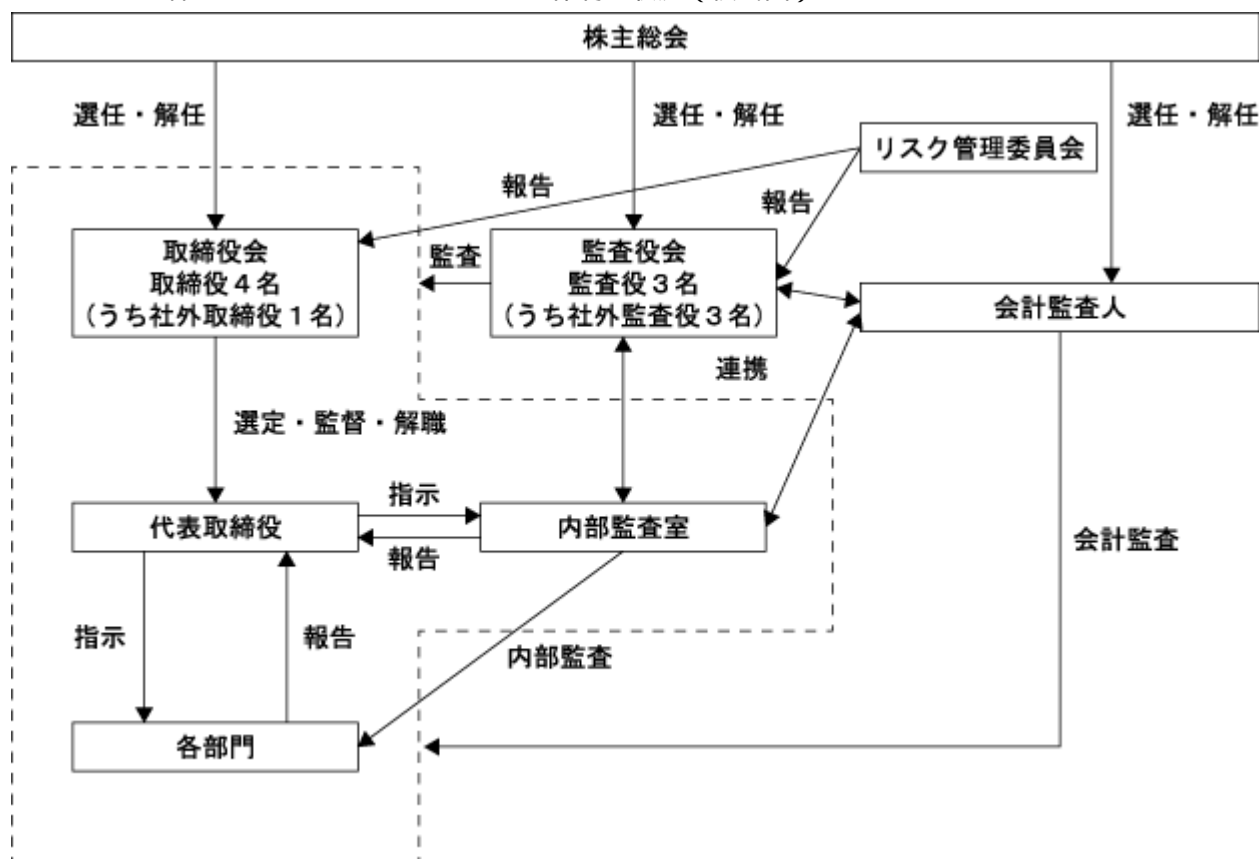 株主総会
選任・解任
選任・解任
選任・解任
リスク管理委員会
報告
報告
取締役会
取締役4名
(うち社外取締役1名)
監査
監査役会
監査役3名
(うち社外監査役3名)
会計監査人
連携
選定・監督・解職
代表取締役
指示
報告
内部監査室
会計監査
指示
報告
内部監査
各部門